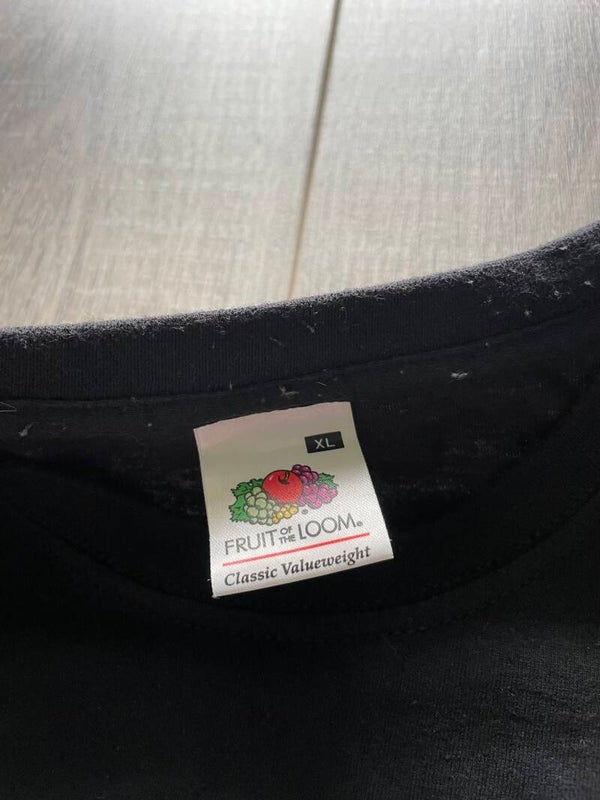 XL
FRUIT OF THE LOOM®
Classic Valueweight